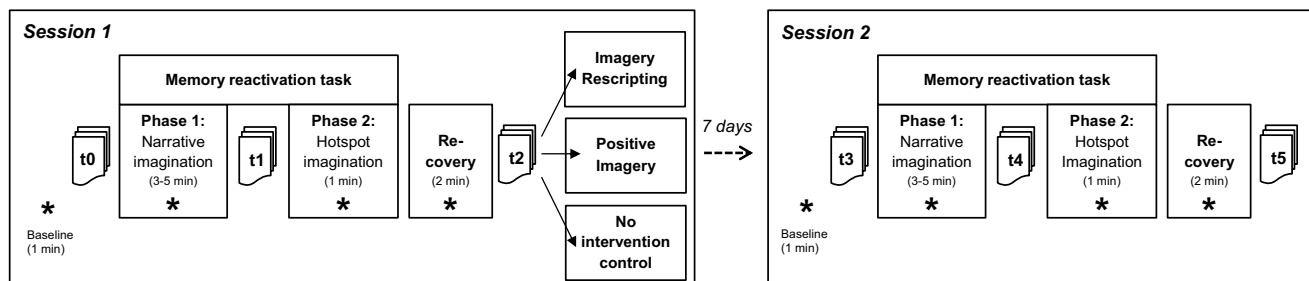 Session 1
Memory reactivation task
t0
Phase 1:
Narrative
imagination
(3-5 min)
*
t1
Phase 2:
Hotspot
imagination
(1 min)
*
Re-
covery
(2 min)
*
t2
*
Baseline
(1 min)
Imagery
Rescripting
Positive
Imagery
No
intervention
control
7 days
Session 2
Memory reactivation task
t3
Phase 1:
Narrative
imagination
(3-5 min)
*
t4
Phase 2:
Hotspot
Imagination
(1 min)
*
Re-
covery
(2 min)
*
t5
*
Baseline
(1 min)